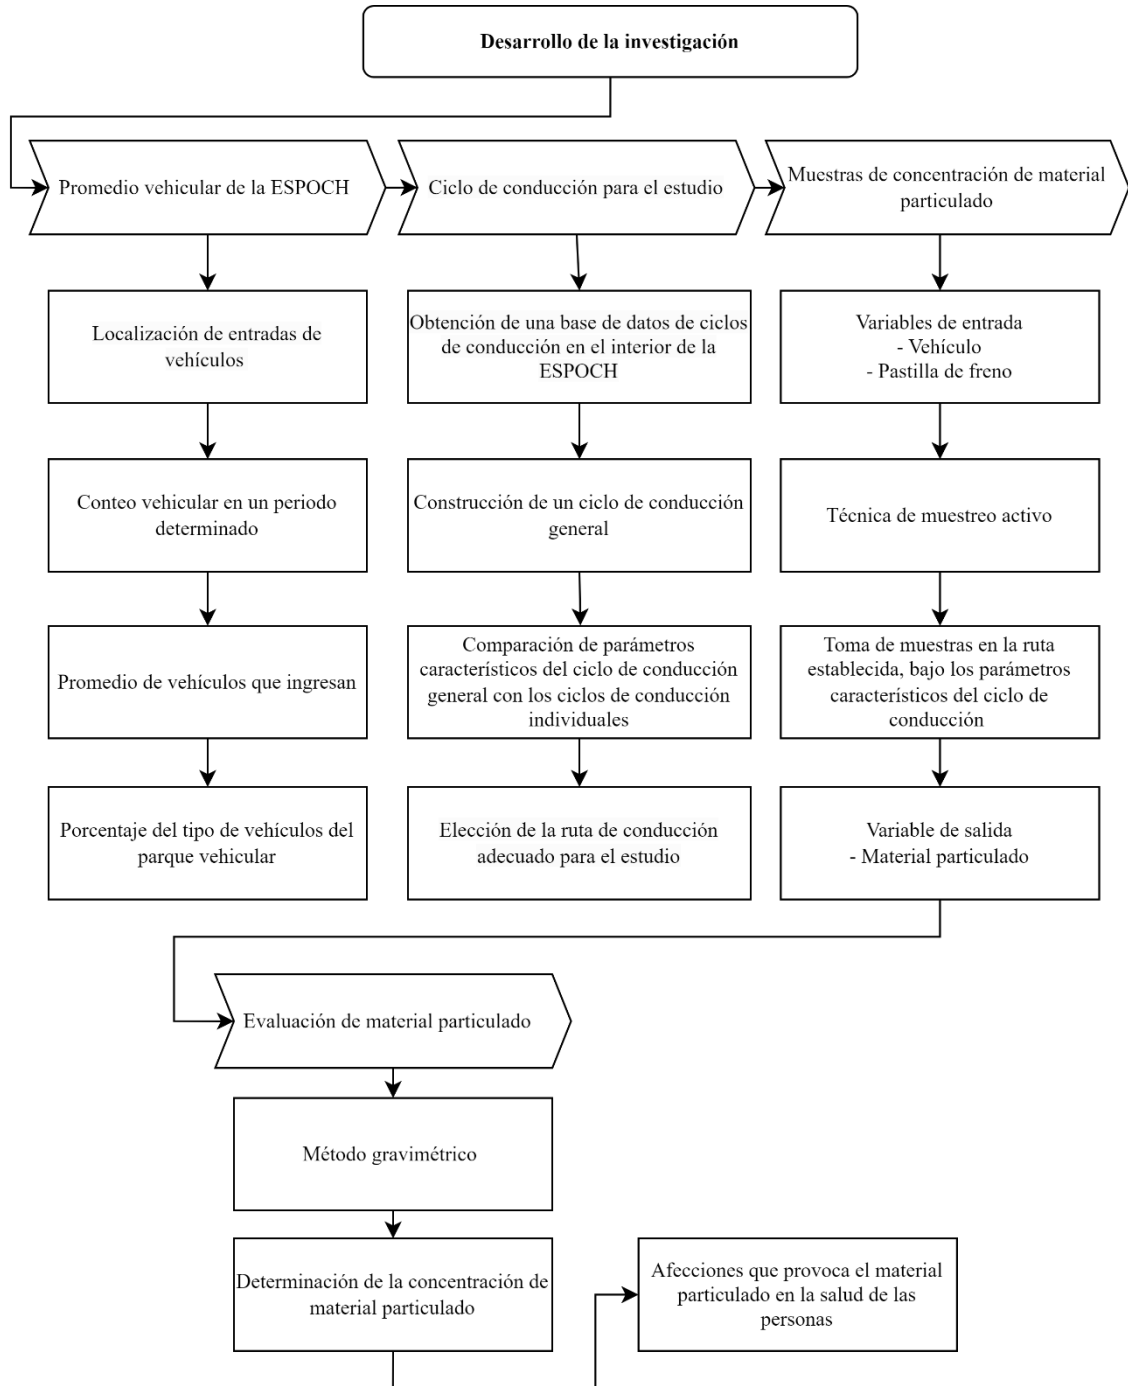 Desarrollo de la investigación
Promedio vehicular de la ESPOCH
Ciclo de conducción para el estudio
Muestras de concentración de material
particulado
Localización de entradas de
vehículos
Obtención de una base de datos de ciclos
de conducción en el interior de la
ESPOCH
Variables de entrada
- Vehículo
- Pastilla de freno
Conteo vehicular en un periodo
determinado
Construcción de un ciclo de conducción
general
Técnica de muestreo activo
Promedio de vehículos que ingresan
Comparación de parámetros
característicos del ciclo de conducción
general con los ciclos de conducción
individuales
Toma de muestras en la ruta
establecida, bajo los parámetros
característicos del ciclo de
conducción
Porcentaje del tipo de vehículos del
parque vehicular
Elección de la ruta de conducción
adecuado para el estudio
Variable de salida
- Material particulado
Evaluación de material particulado
Método gravimétrico
Determinación de la concentración de
material particulado
Afecciones que provoca el material
particulado en la salud de las
personas